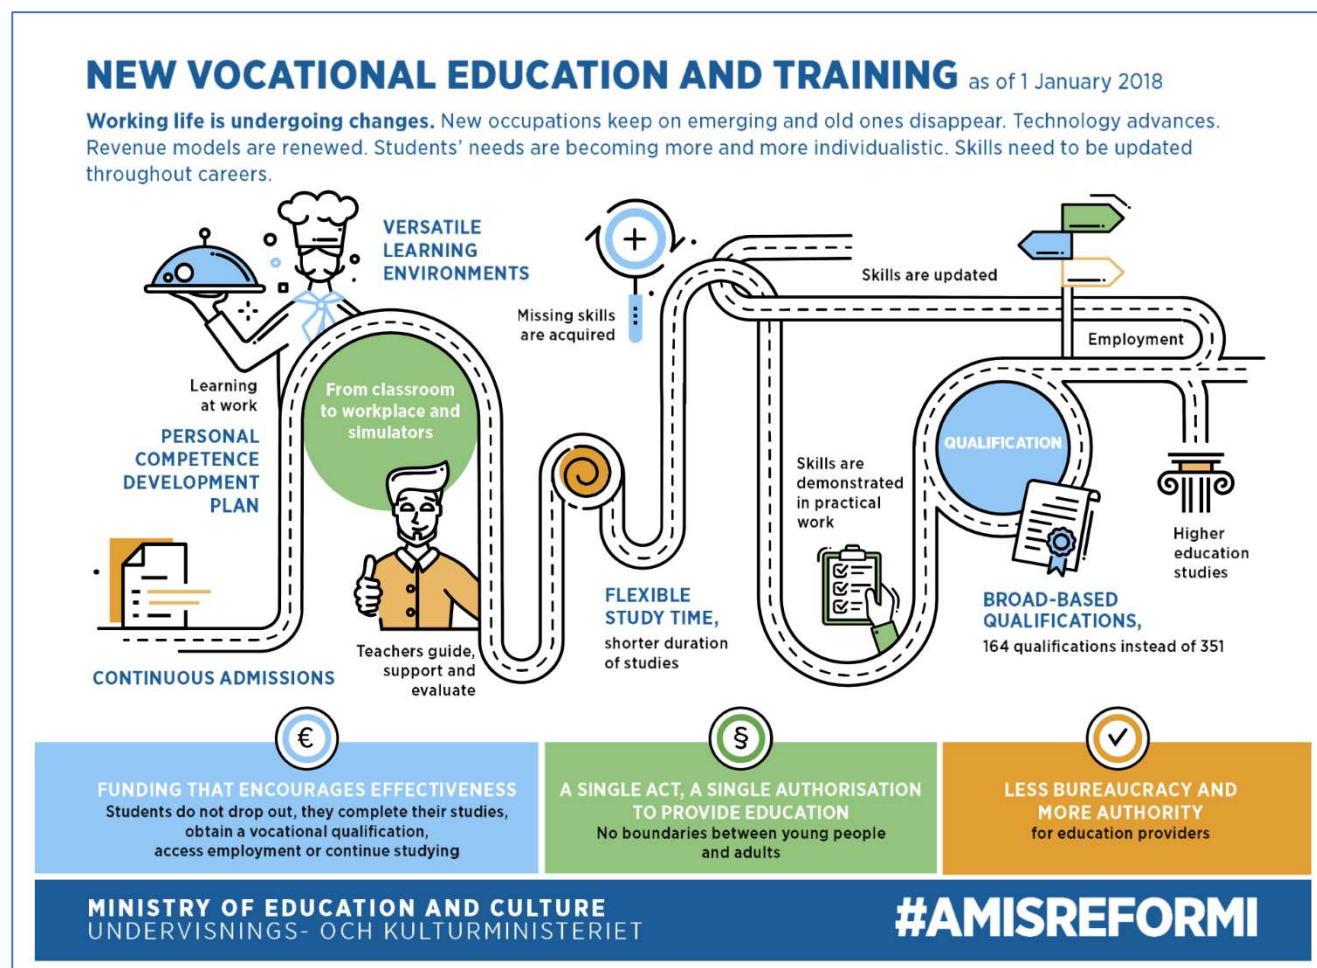 NEW VOCATIONAL EDUCATION AND TRAINING as of 1 January 2018
Working life is undergoing changes. New occupations keep on emerging and old ones disappear. Technology advances.
Revenue models are renewed. Students' needs are becoming more and more individualistic. Skills need to be updated
throughout careers.
VERSATILE
LEARNING
ENVIRONMENTS
Learning
at work
From classroom
to workplace and
simulators
PERSONAL
COMPETENCE
DEVELOPMENT
PLAN
CONTINUOUS ADMISSIONS
Teachers guide,
support and
evaluate
Missing skills
are acquired
FLEXIBLE
STUDY TIME,
shorter duration
of studies
Skills are updated
Employment
Skills are
demonstrated
in practical
work
QUALIFICATION
Higher
education
studies
BROAD-BASED
QUALIFICATIONS,
164 qualifications instead of 351
€
FUNDING THAT ENCOURAGES EFFECTIVENESS
Students do not drop out, they complete their studies,
obtain a vocational qualification,
access employment or continue studying
§
A SINGLE ACT, A SINGLE AUTHORISATION
TO PROVIDE EDUCATION
No boundaries between young people
and adults
LESS BUREAUCRACY AND
MORE AUTHORITY
for education providers
MINISTRY OF EDUCATION AND CULTURE
UNDERVISNINGS- OCH KULTURMINISTERIET
#AMISREFORMI